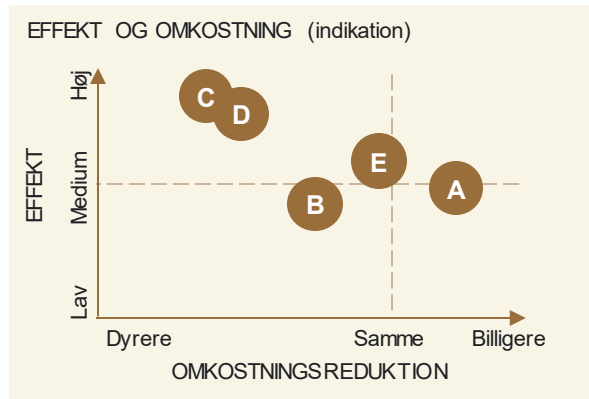 EFFEKT OG OMKOSTNING (indikation)
Høj
Medium
Lav
EFFEKT
C
D
E
A
B
Dyrere
Samme
Billigere
OMKOSTNINGSREDUKTION